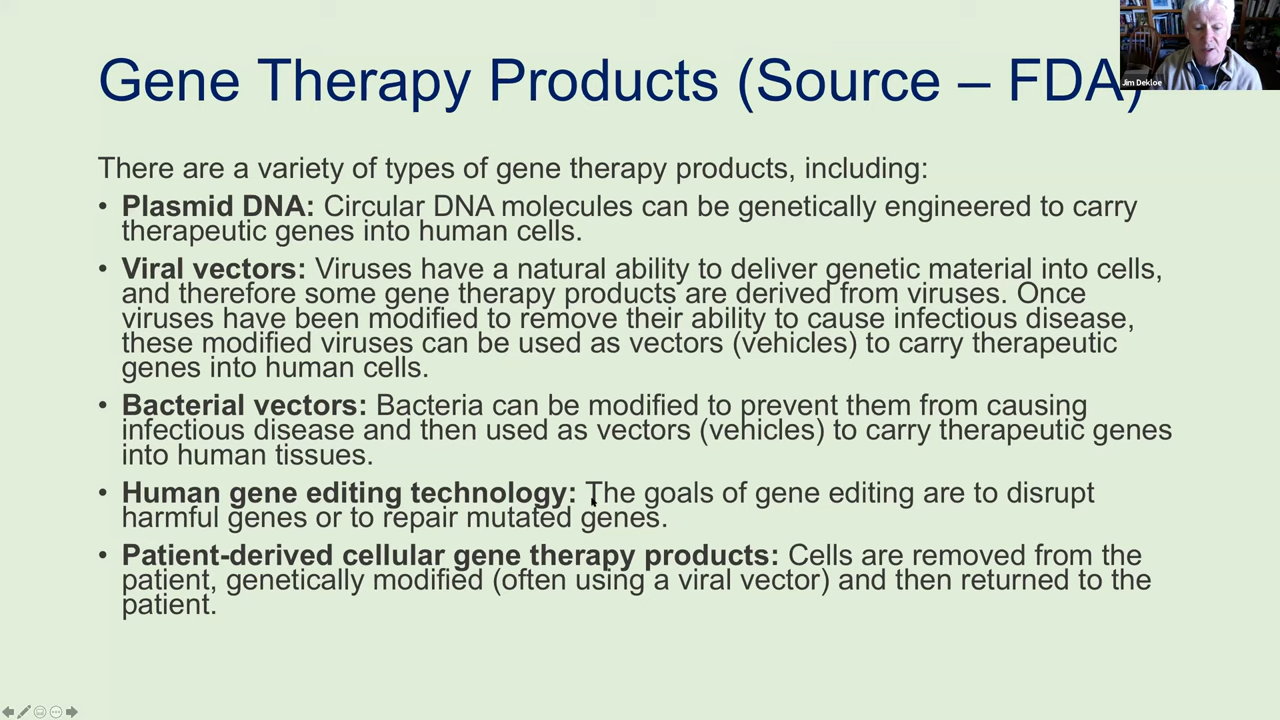 Gene Therapy Products (Source – FDA)
Jim Dekloe
There are a variety of types of gene therapy products, including:
• Plasmid DNA: Circular DNA molecules can be genetically engineered to carry
therapeutic genes into human cells.
• Viral vectors: Viruses have a natural ability to deliver genetic material into cells,
and therefore some gene therapy products are derived from viruses. Once
viruses have been modified to remove their ability to cause infectious disease,
these modified viruses can be used as vectors (vehicles) to carry therapeutic
genes into human cells.
• Bacterial vectors: Bacteria can be modified to prevent them from causing
infectious disease and then used as vectors (vehicles) to carry therapeutic genes
into human tissues.
• Human gene editing technology: The goals of gene editing are to disrupt
harmful genes or to repair mutated genes.
• Patient-derived cellular gene therapy products: Cells are removed from the
patient, genetically modified (often using a viral vector) and then returned to the
patient.